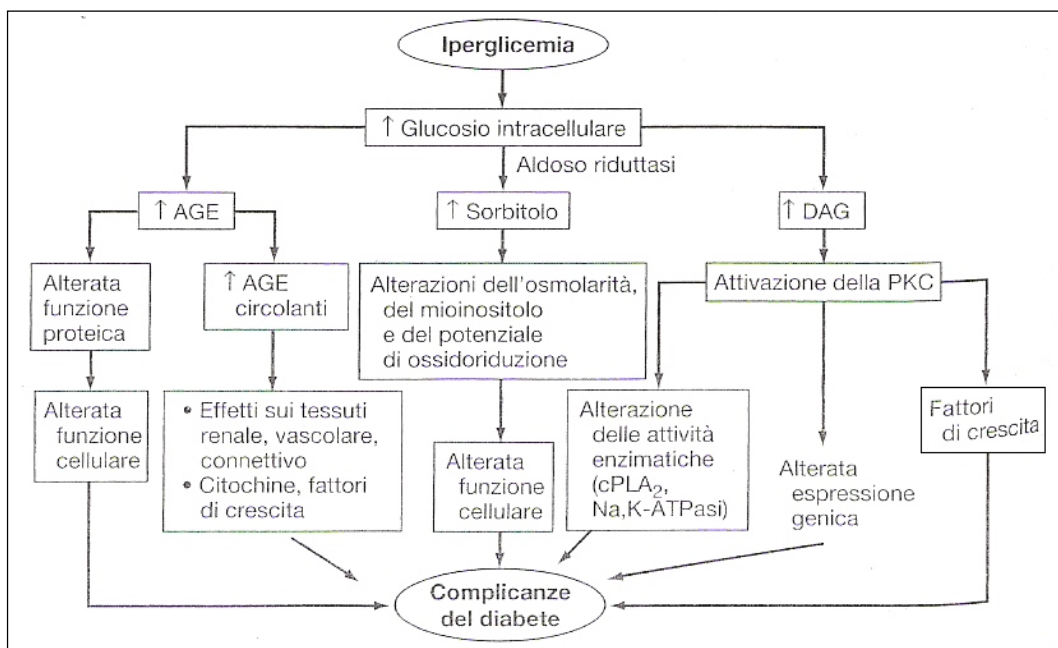 Iperglicemia
↑ Glucosio intracellulare
Aldoso riduttasi
↑ AGE
↑ Sorbitolo
↑ DAG
Alterata
funzione
proteica
↑ AGE
circolanti
Alterazioni dell'osmolarità,
del mioinositolo
e del potenziale
di ossidoriduzione
Attivazione della PKC
Alterata
funzione
cellulare
• Effetti sui tessuti
renale, vascolare,
connettivo
• Citochine, fattori
di crescita
Alterata
funzione
cellulare
Alterazione
delle attività
enzimatiche
(cPLA₂,
Na,K-ATPasi)
Alterata
espressione
genica
Fattori
di crescita
Complicanze
del diabete